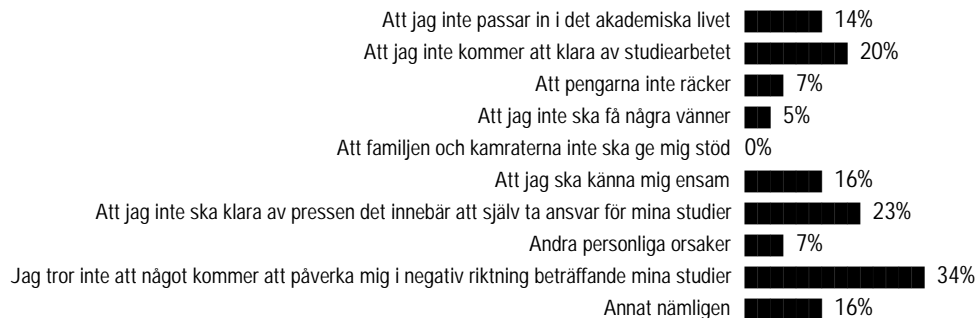 Att jag inte passar in i det akademiska livet 14%
Att jag inte kommer att klara av studiearbetet 20%
Att pengarna inte räcker 7%
Att jag inte ska få några vänner 5%
Att familjen och kamraterna inte ska ge mig stöd 0%
Att jag ska känna mig ensam 16%
Att jag inte ska klara av pressen det innebär att själv ta ansvar för mina studier 23%
Andra personliga orsaker 7%
Jag tror inte att något kommer att påverka mig i negativ riktning beträffande mina studier 34%
Annat nämligen 16%